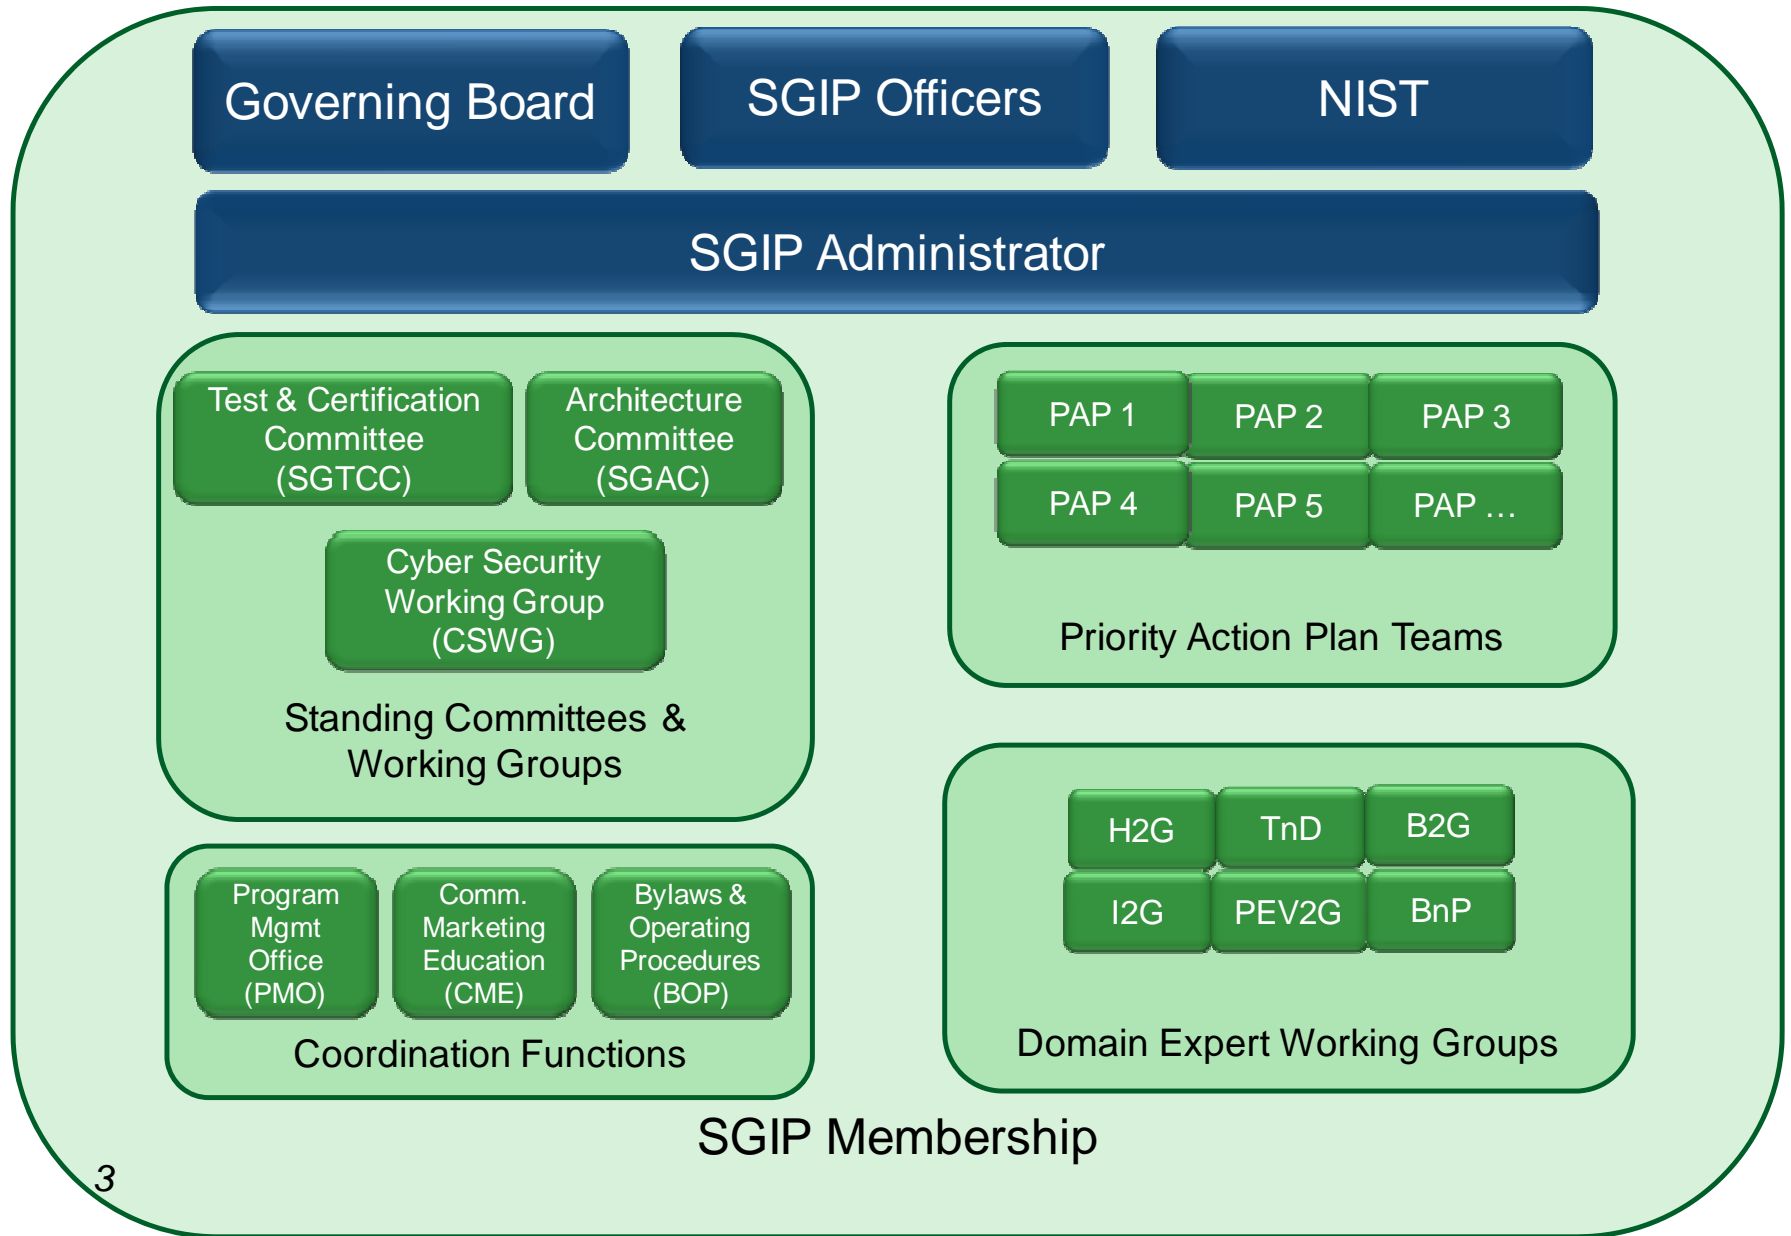 Governing Board
SGIP Officers
NIST
SGIP Administrator
Test & Certification
Committee
(SGTCC)
Architecture
Committee
(SGAC)
Cyber Security
Working Group
(CSWG)
Standing Committees &
Working Groups
PAP 1
PAP 2
PAP 3
PAP 4
PAP 5
PAP …
Priority Action Plan Teams
Program
Mgmt
Office
(PMO)
Comm.
Marketing
Education
(CME)
Bylaws &
Operating
Procedures
(BOP)
Coordination Functions
H2G
TnD
B2G
I2G
PEV2G
BnP
Domain Expert Working Groups
SGIP Membership
3